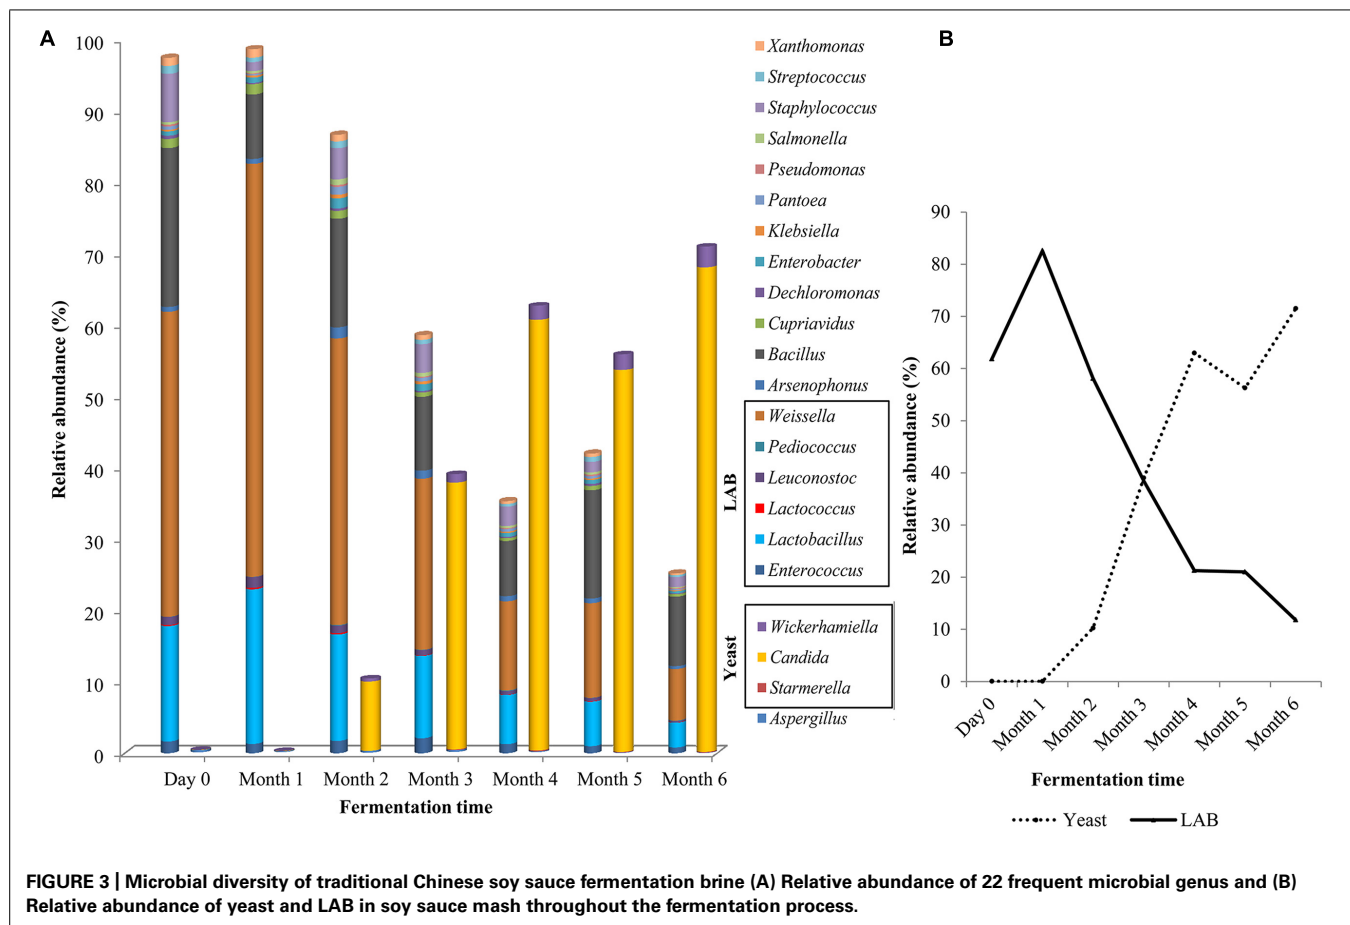 A
100
90
80
70
60
50
40
30
20
10
0
Relative abundance (%)
Day 0
Month 1
Month 2
Month 3
Month 4
Month 5
Month 6
Fermentation time
Xanthomonas
Streptococcus
Staphylococcus
Salmonella
Pseudomonas
Pantoea
Klebsiella
Enterobacter
Dechloromonas
Cupriavidus
Bacillus
Arsenophonus
LAB
Weissella
Pediococcus
Leuconostoc
Lactococcus
Lactobacillus
Enterococcus
Yeast
Wickerhamiella
Candida
Starmerella
Aspergillus
B
90
80
70
60
50
40
30
20
10
0
Relative abundance (%)
Day 0
Month 1
Month 2
Month 3
Month 4
Month 5
Month 6
Fermentation time
Yeast
LAB
FIGURE 3 | Microbial diversity of traditional Chinese soy sauce fermentation brine (A) Relative abundance of 22 frequent microbial genus and (B)
Relative abundance of yeast and LAB in soy sauce mash throughout the fermentation process.